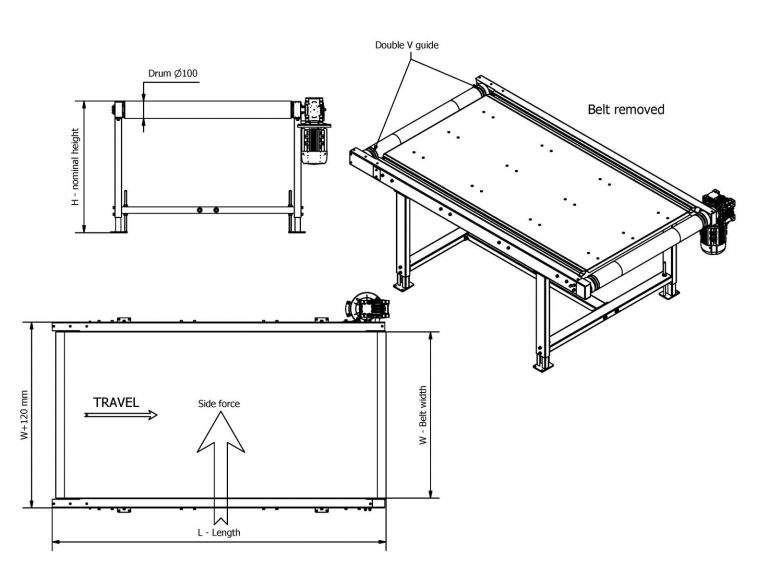 Double V guide
Drum Ø100
Belt removed
H - nominal height
TRAVEL
Side force
W+120 mm
W - Belt width
L - Length